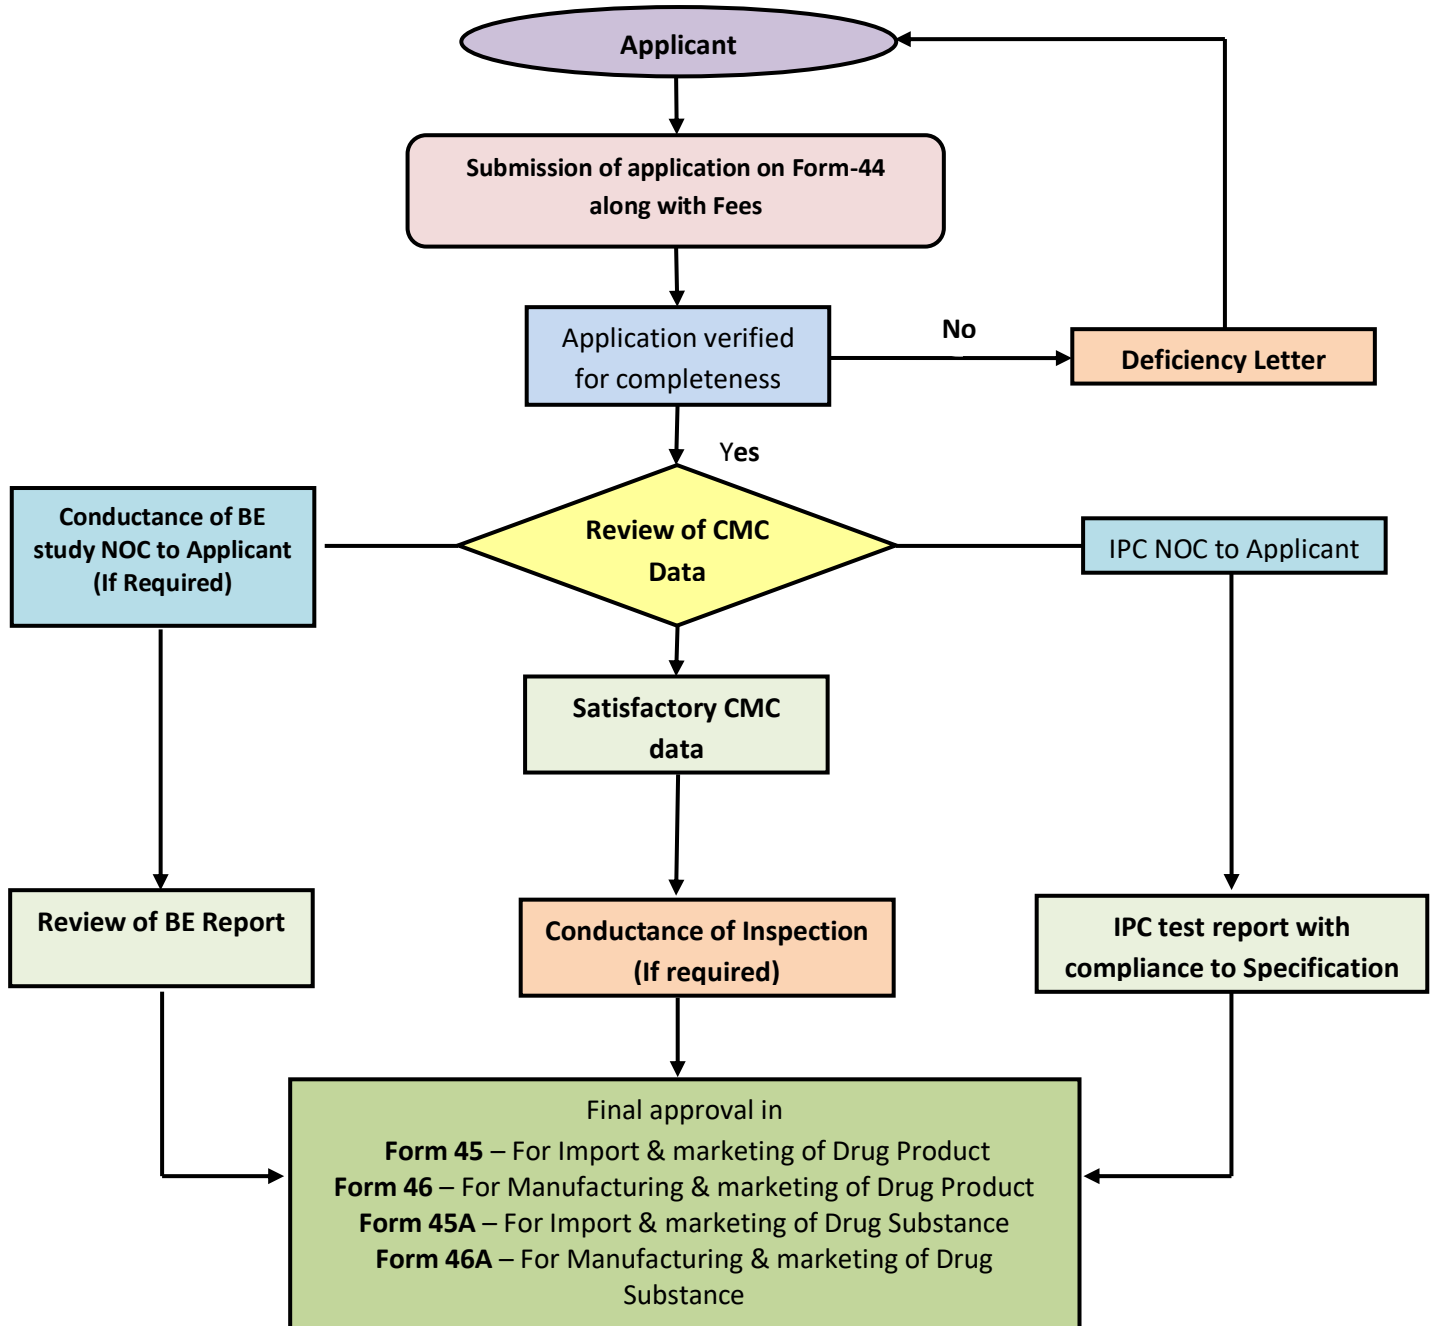 Applicant
Submission of application on Form-44
along with Fees
Application verified
for completeness
No
Deficiency Letter
Yes
Conductance of BE
study NOC to Applicant
(If Required)
Review of CMC
Data
IPC NOC to Applicant
Satisfactory CMC
data
Review of BE Report
Conductance of Inspection
(If required)
IPC test report with
compliance to Specification
Final approval in
Form 45 – For Import & marketing of Drug Product
Form 46 – For Manufacturing & marketing of Drug Product
Form 45A – For Import & marketing of Drug Substance
Form 46A – For Manufacturing & marketing of Drug
Substance